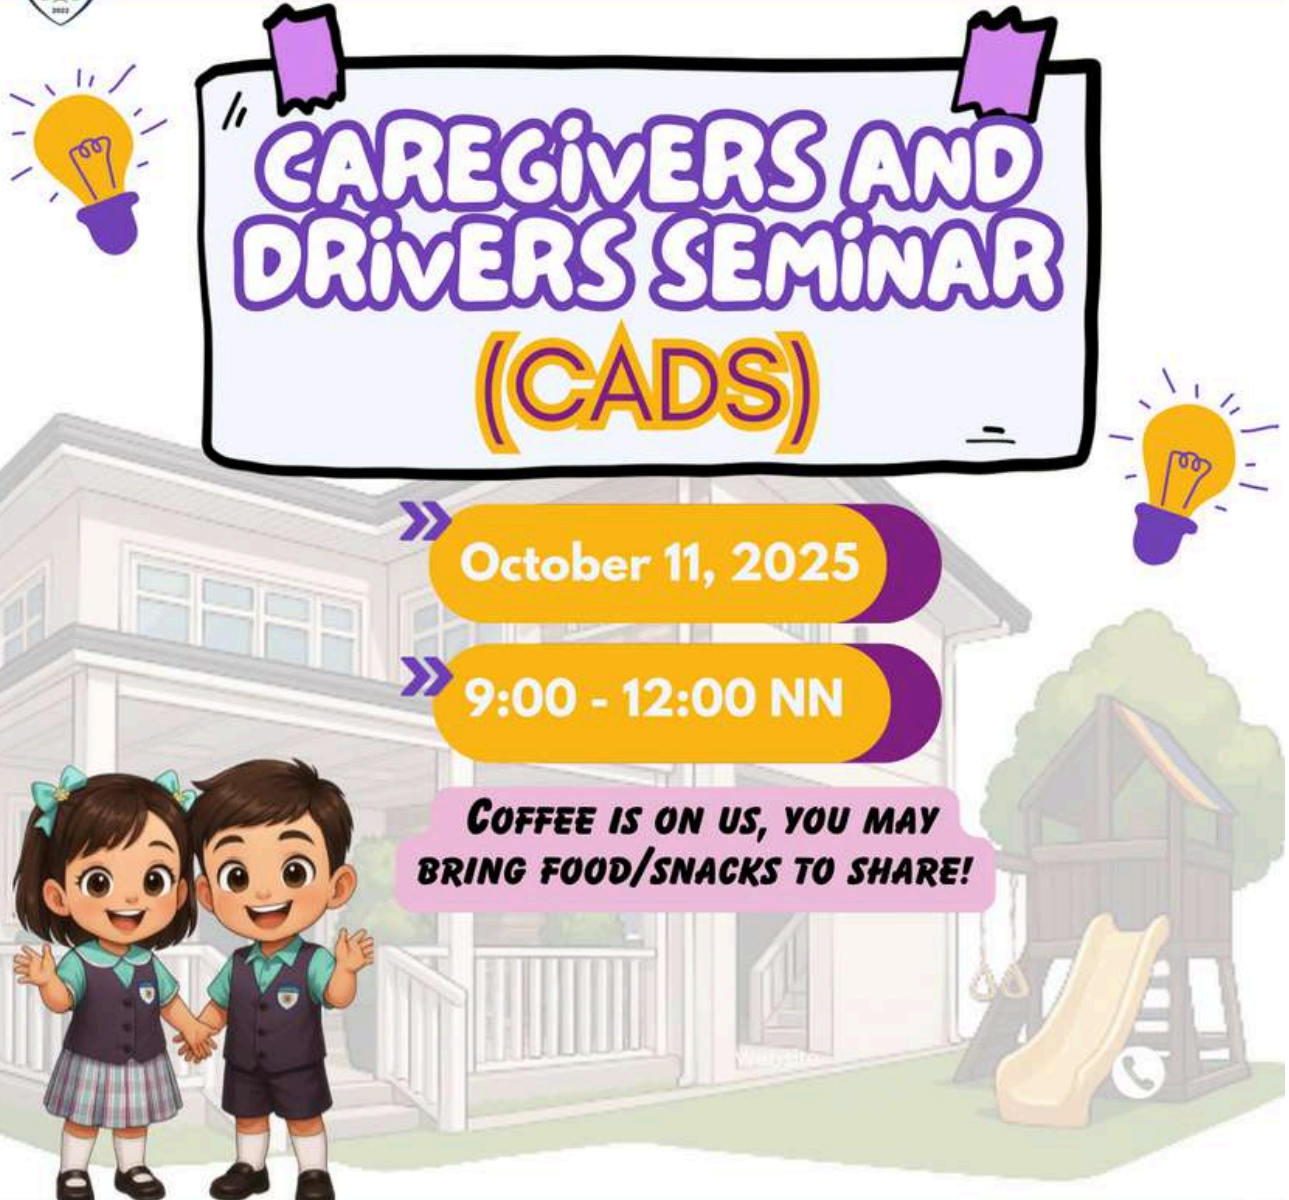 2022
CAREGiVERS AND
DRiVERS SEMiNAR
(CADS)
October 11, 2025
9:00 - 12:00 NN
COFFEE IS ON US, YOU MAY
BRING FOOD/SNACKS TO SHARE!